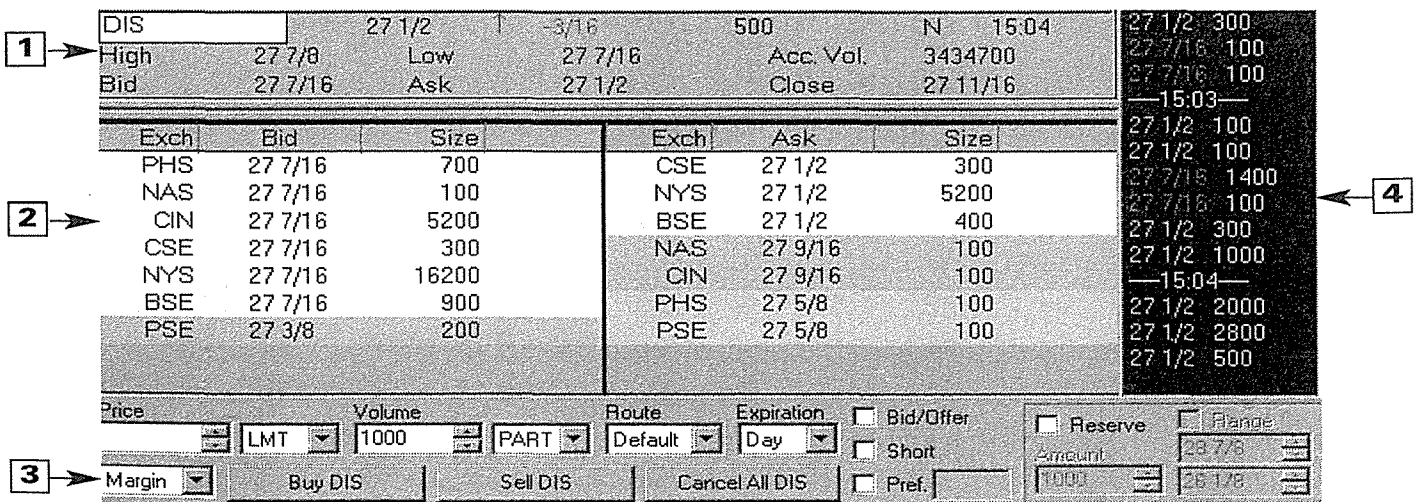 DIS 27 1/2 ↑ -3/16 500 N 15:04
1
High 27 7/8 Low 27 7/16 Acc. Vol. 3434700
Bid 27 7/16 Ask 27 1/2 Close 27 11/16
Exch Bid Size Exch Ask Size
PHS 27 7/16 700 CSE 27 1/2 300
NAS 27 7/16 100 NYS 27 1/2 5200
2
CIN 27 7/16 5200 BSE 27 1/2 400
CSE 27 7/16 300 NAS 27 9/16 100
NYS 27 7/16 16200 CIN 27 9/16 100
BSE 27 7/16 900 PHS 27 5/8 100
PSE 27 3/8 200 PSE 27 5/8 100
Price Volume Route Expiration Bid/Offer Reserve Range
LMT 1000 PART Default Day Short Amount 28 7/8
3
Margin Buy DIS Sell DIS Cancel All DIS Pref. 1000 26 1/8
27 1/2 300
27 7/16 100
27 7/16 100
15:03
27 1/2 100
27 1/2 100
27 7/16 1400
4
27 7/16 100
27 1/2 300
27 1/2 1000
15:04
27 1/2 2000
27 1/2 2800
27 1/2 500